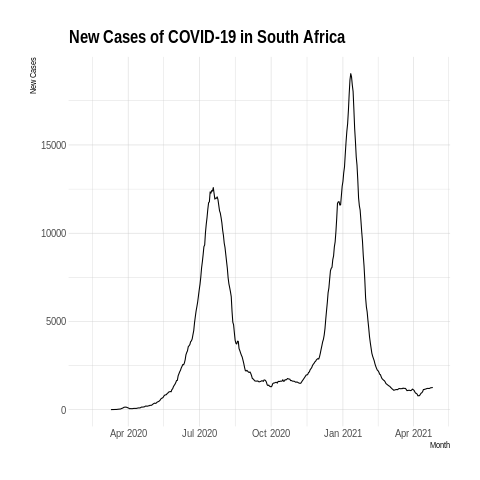 New Cases of COVID-19 in South Africa
New Cases
15000
10000
5000
0
Apr 2020 Jul 2020 Oct 2020 Jan 2021 Apr 2021
Month